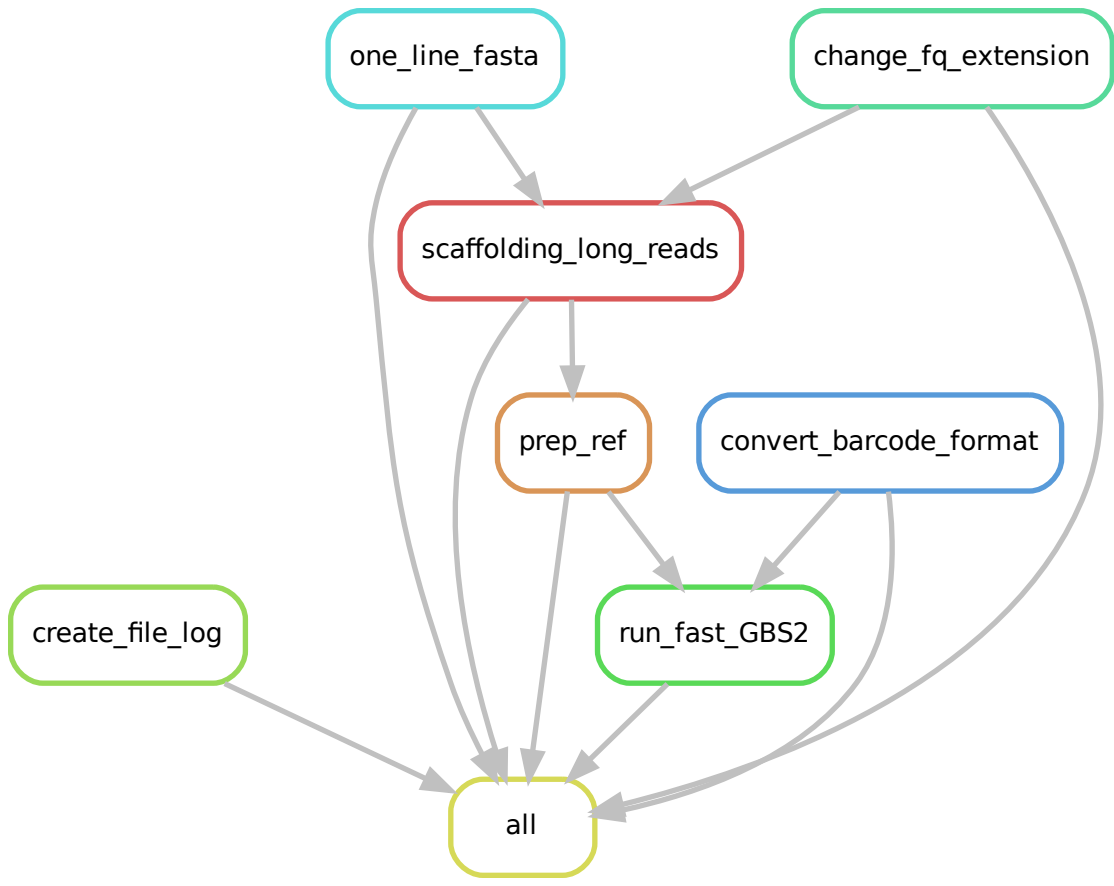 one_line_fasta
change_fq_extension
scaffolding_long_reads
prep_ref
convert_barcode_format
create_file_log
run_fast_GBS2
all